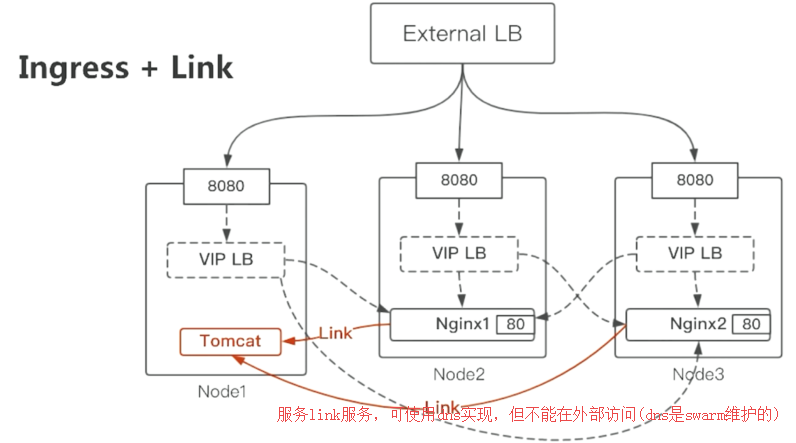 External LB
Ingress + Link
8080
8080
8080
VIP LB
VIP LB
VIP LB
Nginx1
80
Nginx2
80
Tomcat
Link
Node1
Node2
Node3
Link
服务link服务，可使用dns实现，但不能在外部访问(dns是swarm维护的)